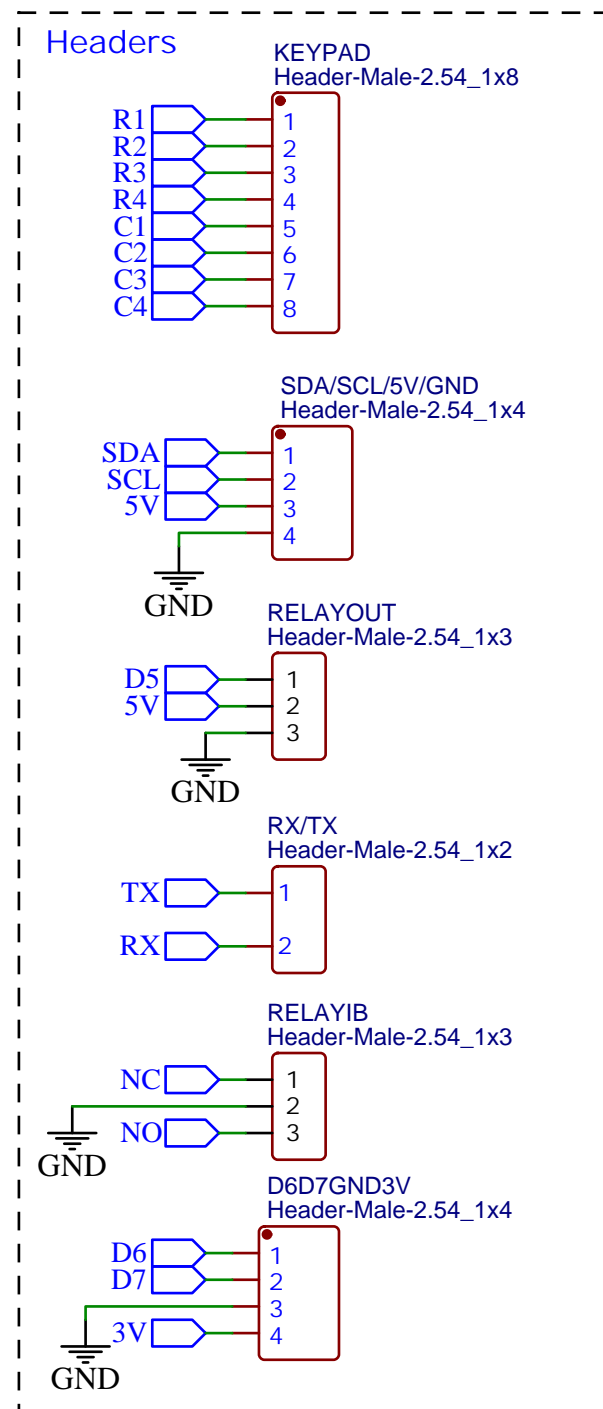 Headers
KEYPAD
Header-Male-2.54_1x8
R1 1
R2 2
R3 3
R4 4
C1 5
C2 6
C3 7
C4 8
SDA/SCL/5V/GND
Header-Male-2.54_1x4
SDA 1
SCL 2
5V 3
4
GND
RELAYOUT
Header-Male-2.54_1x3
D5 1
5V 2
3
GND
RX/TX
Header-Male-2.54_1x2
TX 1
RX 2
RELAYIB
Header-Male-2.54_1x3
NC 1
2
NO 3
GND
D6D7GND3V
Header-Male-2.54_1x4
D6 1
D7 2
3
3V 4
GND